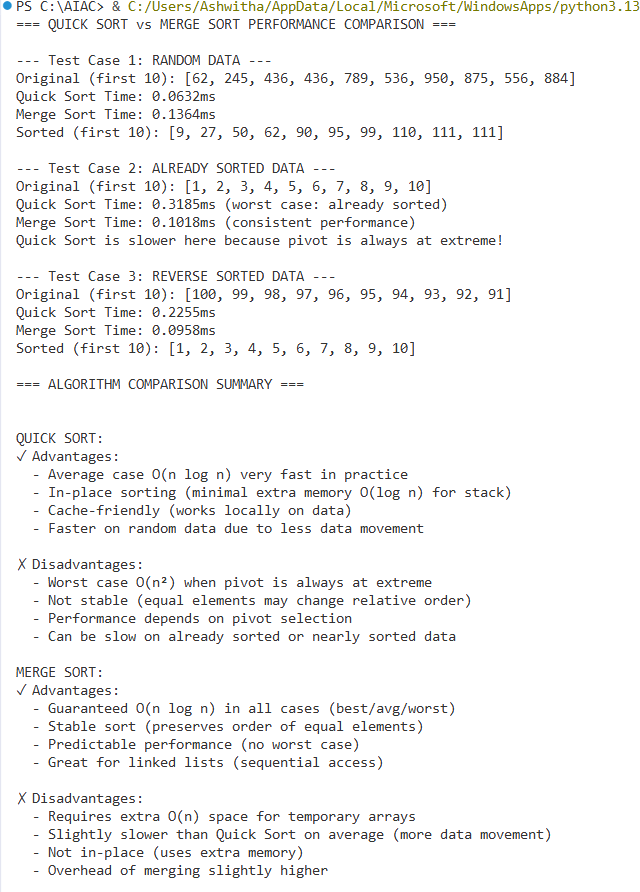 PS C:\AIAC> & C:/Users/Ashwitha/AppData/Local/Microsoft/WindowsApps/python3.13
=== QUICK SORT vs MERGE SORT PERFORMANCE COMPARISON ===
--- Test Case 1: RANDOM DATA ---
Original (first 10): [62, 245, 436, 436, 789, 536, 950, 875, 556, 884]
Quick Sort Time: 0.0632ms
Merge Sort Time: 0.1364ms
Sorted (first 10): [9, 27, 50, 62, 90, 95, 99, 110, 111, 111]
--- Test Case 2: ALREADY SORTED DATA ---
Original (first 10): [1, 2, 3, 4, 5, 6, 7, 8, 9, 10]
Quick Sort Time: 0.3185ms (worst case: already sorted)
Merge Sort Time: 0.1018ms (consistent performance)
Quick Sort is slower here because pivot is always at extreme!
--- Test Case 3: REVERSE SORTED DATA ---
Original (first 10): [100, 99, 98, 97, 96, 95, 94, 93, 92, 91]
Quick Sort Time: 0.2255ms
Merge Sort Time: 0.0958ms
Sorted (first 10): [1, 2, 3, 4, 5, 6, 7, 8, 9, 10]
=== ALGORITHM COMPARISON SUMMARY ===
QUICK SORT:
✓ Advantages:
- Average case O(n log n) very fast in practice
- In-place sorting (minimal extra memory O(log n) for stack)
- Cache-friendly (works locally on data)
- Faster on random data due to less data movement
✗ Disadvantages:
- Worst case O(n²) when pivot is always at extreme
- Not stable (equal elements may change relative order)
- Performance depends on pivot selection
- Can be slow on already sorted or nearly sorted data
MERGE SORT:
✓ Advantages:
- Guaranteed O(n log n) in all cases (best/avg/worst)
- Stable sort (preserves order of equal elements)
- Predictable performance (no worst case)
- Great for linked lists (sequential access)
✗ Disadvantages:
- Requires extra O(n) space for temporary arrays
- Slightly slower than Quick Sort on average (more data movement)
- Not in-place (uses extra memory)
- Overhead of merging slightly higher